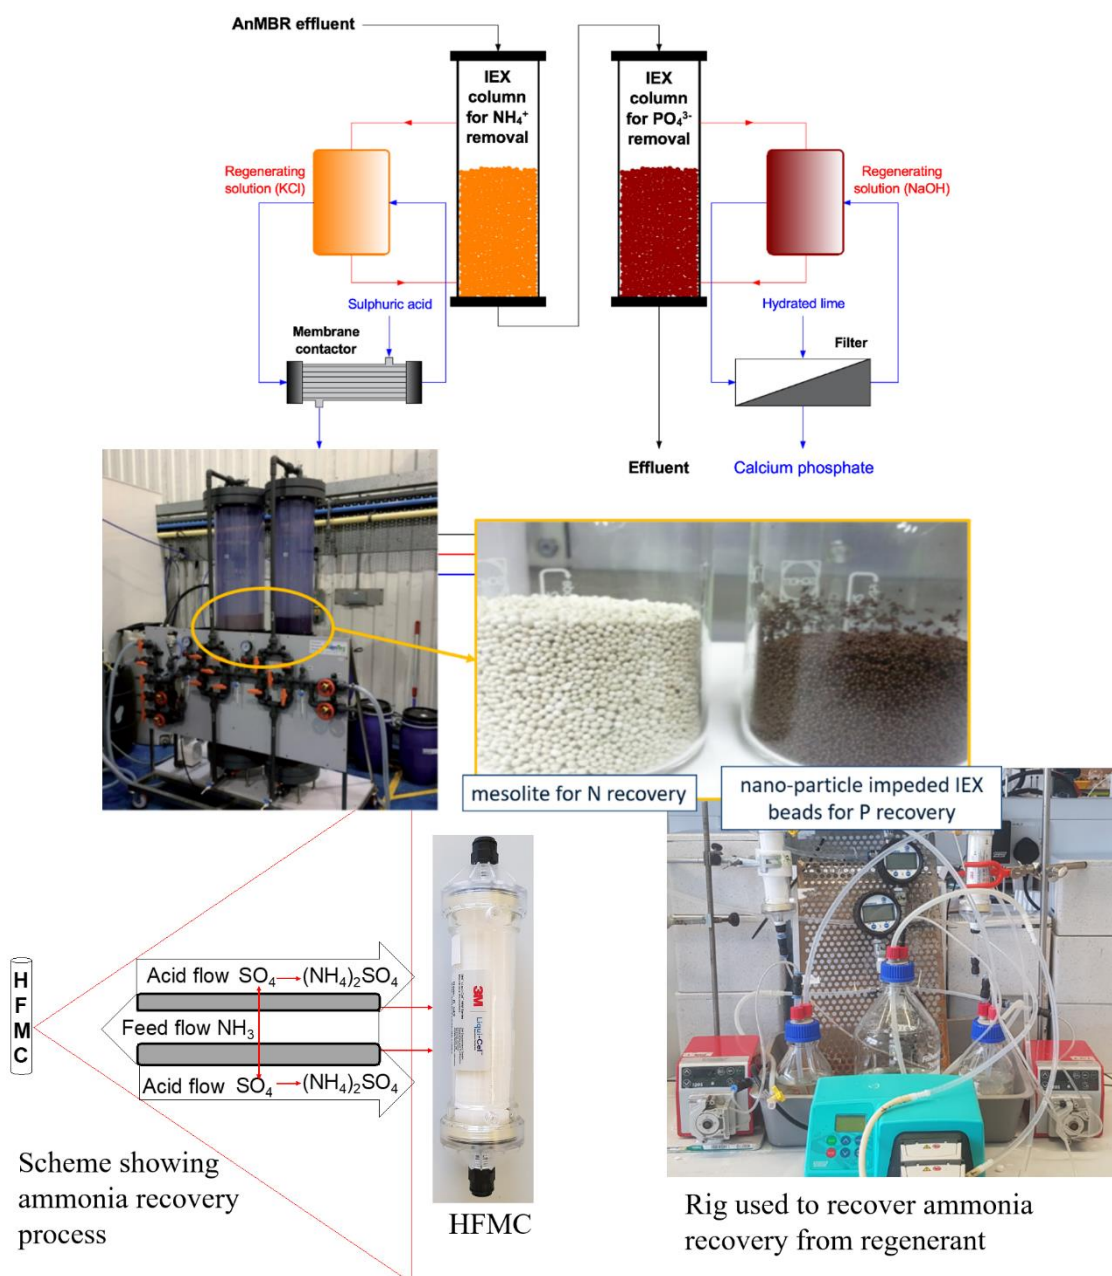 AnMBR effluent
IEX
column
for NH₄⁺
removal
IEX
column
for PO₄³⁻
removal
Regenerating
solution (KCl)
Regenerating
solution (NaOH)
Sulphuric acid
Hydrated lime
Membrane
contactor
Filter
Effluent
Calcium phosphate
mesolite for N recovery
nano-particle impeded IEX
beads for P recovery
H
F
M
C
Acid flow SO₄ (NH₄)₂SO₄
Feed flow NH₃
Acid flow SO₄ (NH₄)₂SO₄
3M
Liqui-Cel
Scheme showing
ammonia recovery
process
HFMC
Rig used to recover ammonia
recovery from regenerant